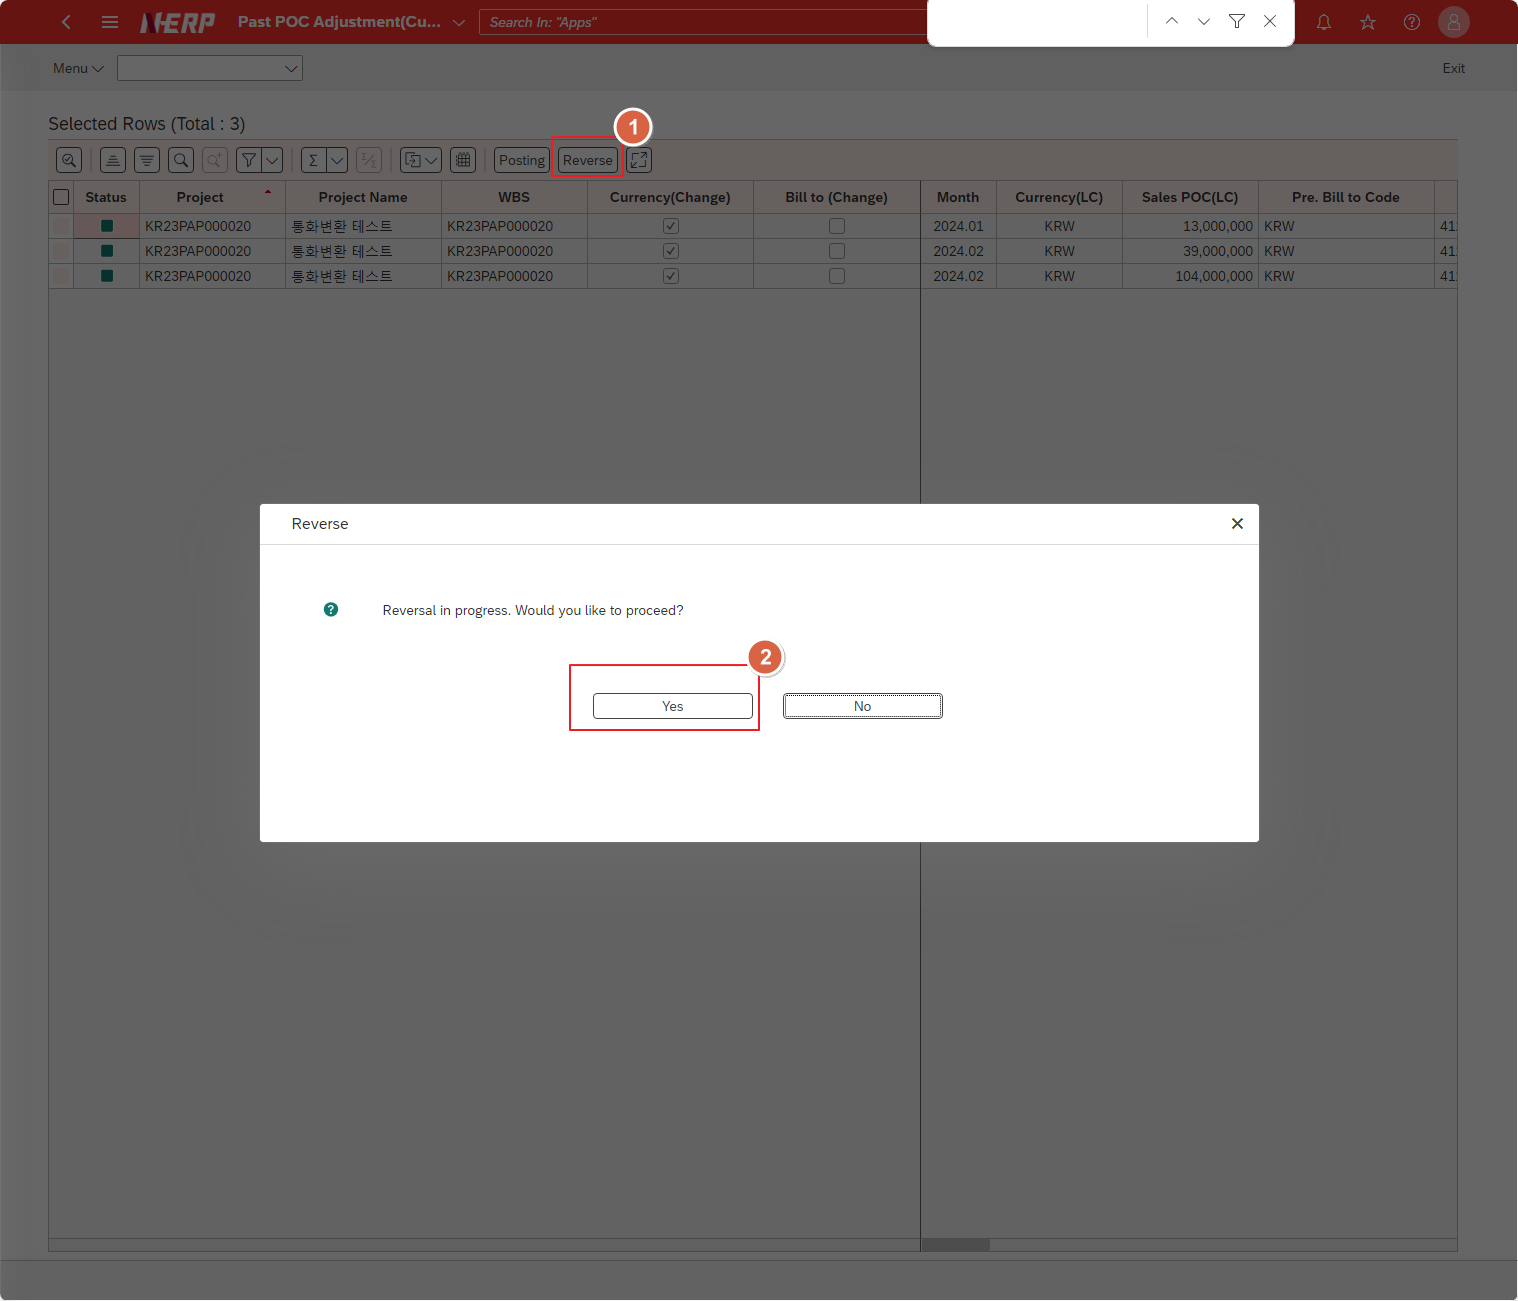 NERP Past POC Adjustment(Cu... Search In: "Apps"
Menu Exit
Selected Rows (Total : 3)
1
Posting Reverse
Status Project Project Name WBS Currency(Change) Bill to (Change) Month Currency(LC) Sales POC(LC) Pre. Bill to Code
KR23PAP000020 통화변환 테스트 KR23PAP000020 2024.01 KRW 13,000,000 KRW 41
KR23PAP000020 통화변환 테스트 KR23PAP000020 2024.02 KRW 39,000,000 KRW 41
KR23PAP000020 통화변환 테스트 KR23PAP000020 2024.02 KRW 104,000,000 KRW 41
Reverse
Reversal in progress. Would you like to proceed?
2
Yes No